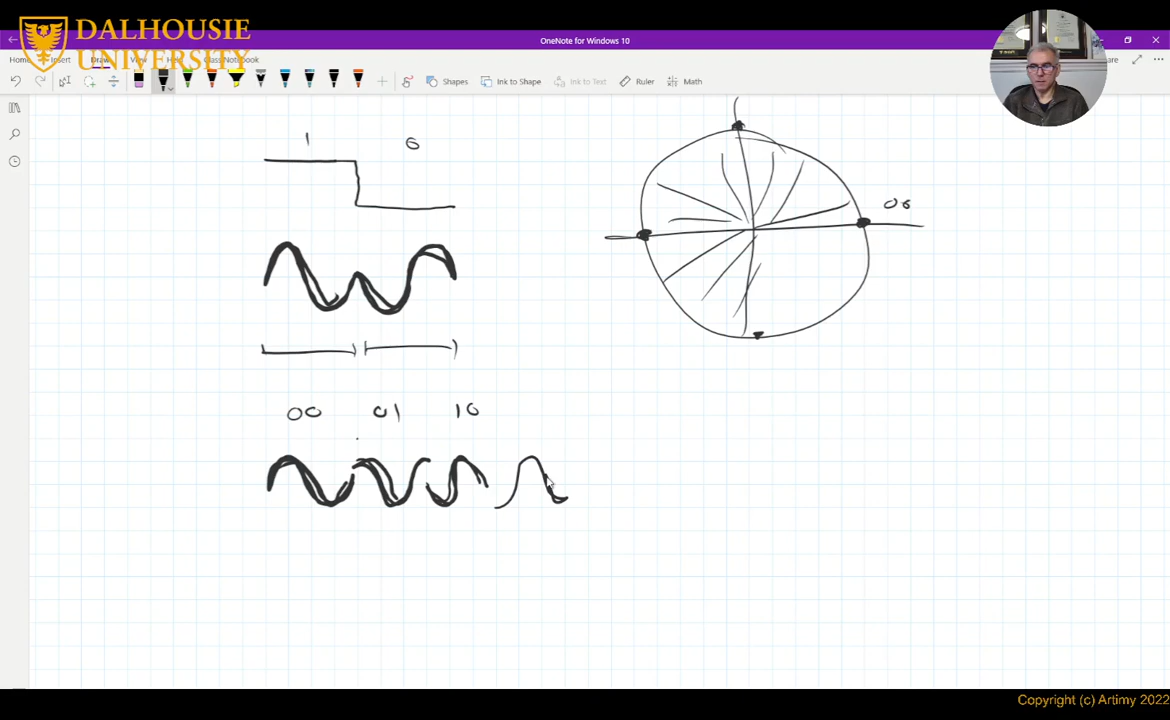 DALHOUSIE
UNIVERSITY
OneNote for Windows 10
Shapes
Ink to Shape
Ink to Text
Ruler
Math
1 0
00
00 01 10
Copyright (c) Artimy 2022